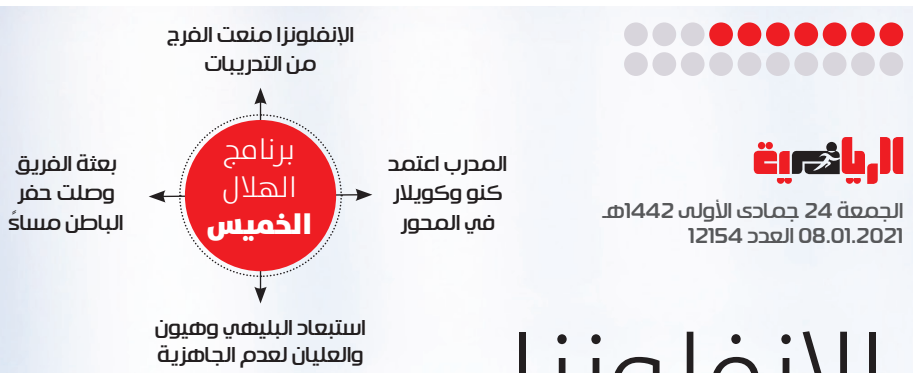 الرياضية
الجمعة 24 جمادى الأولى 1442هـ
08.01.2021 العدد 12154
الإنفلونزا منعت الفرج
من التدريبات
المدرب اعتمد
كنو وكويلار
في المحور
برنامج
الهلال
الخميس
بعثة الفريق
وصلت حفر
الباطن مساءً
استبعاد البليهي وهيون
والعليان لعدم الجاهزية